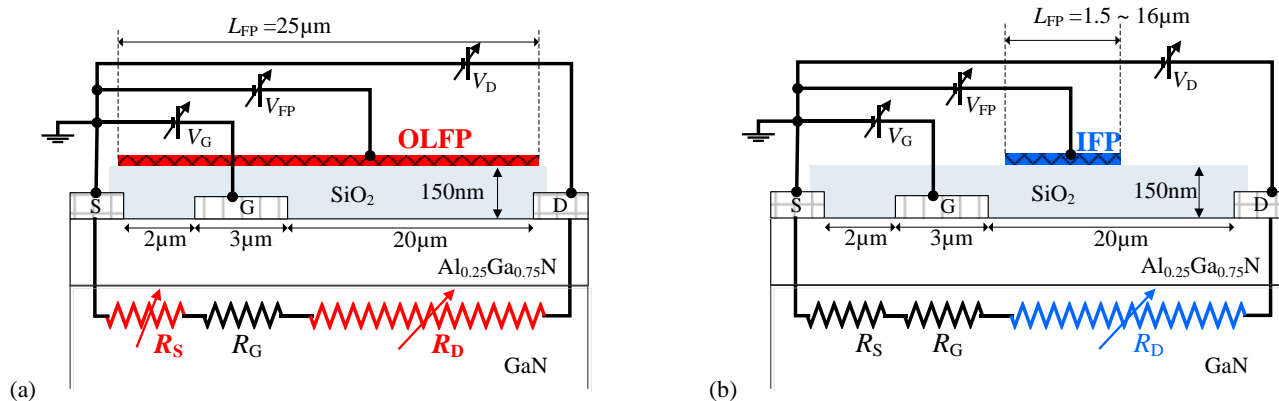 L_FP =25µm
V_D
V_FP
V_G
OLFP
150nm
S
G
SiO₂
D
2µm
3µm
20µm
Al₀.₂₅Ga₀.₇₅N
R_S
R_G
R_D
GaN
(a)
L_FP =1.5 ~ 16µm
V_D
V_FP
V_G
IFP
150nm
S
G
SiO₂
D
2µm
3µm
20µm
Al₀.₂₅Ga₀.₇₅N
R_S
R_G
R_D
GaN
(b)